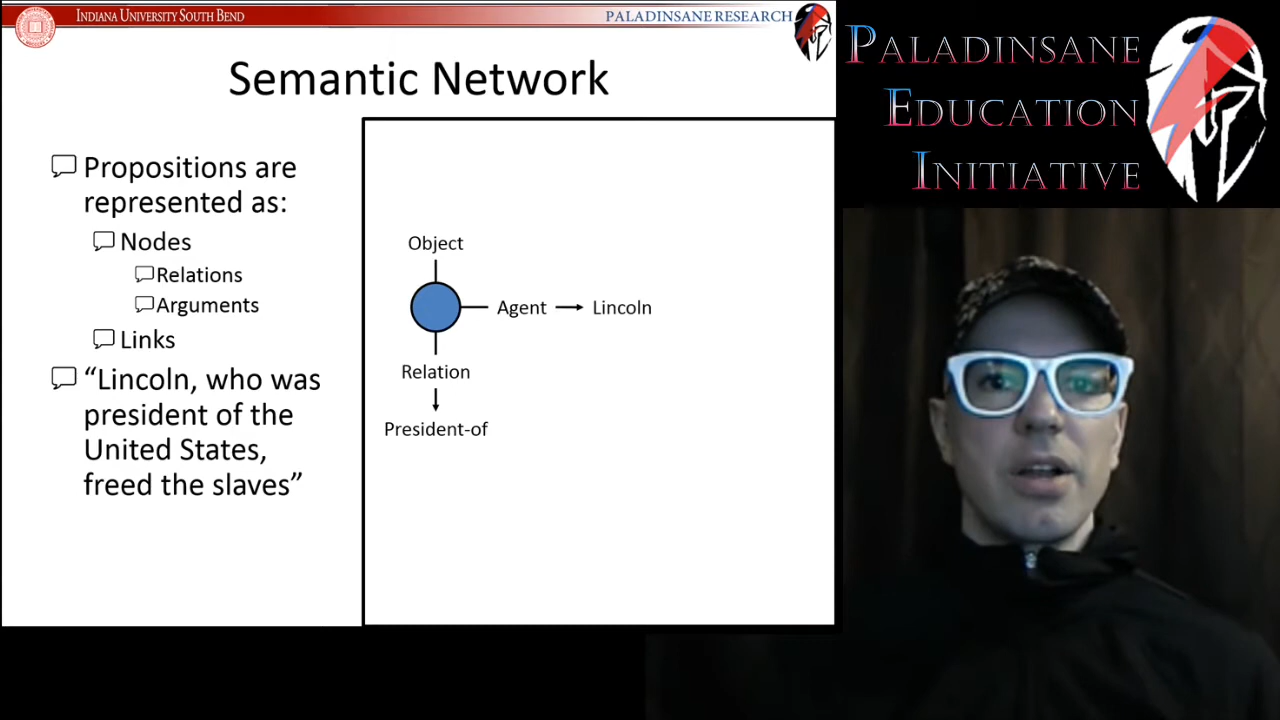 INDIANA UNIVERSITY SOUTH BEND
PALADINSANE RESEARCH
PALADINSANE
EDUCATION
INITIATIVE
Semantic Network
Propositions are
represented as:
Nodes
Relations
Arguments
Links
“Lincoln, who was
president of the
United States,
freed the slaves”
Object
Agent
Lincoln
Relation
President-of